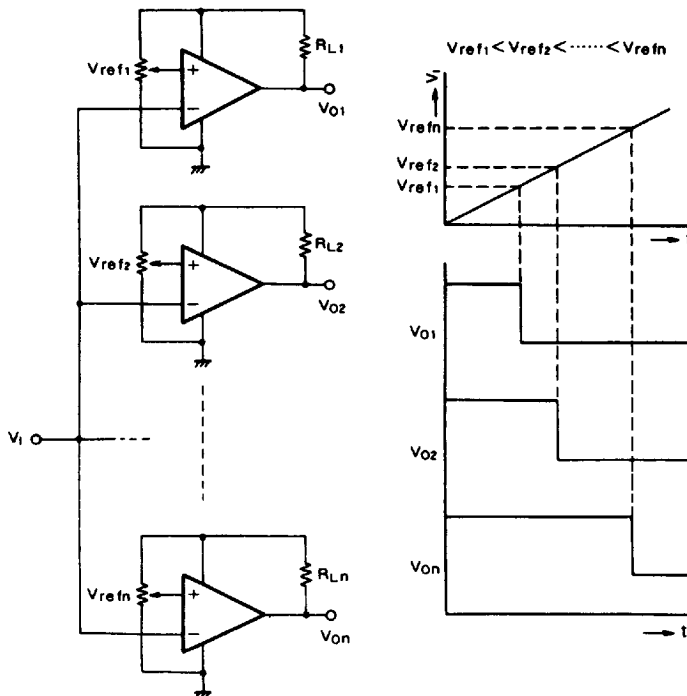 Vref1
+
−
RL1
VO1
Vref2
+
−
RL2
VO2
VI
Vrefn
+
−
RLn
VOn
Vref1 < Vref2 < ······ < Vrefn
VI
Vrefn
Vref2
Vref1
VO1
VO2
VOn
t